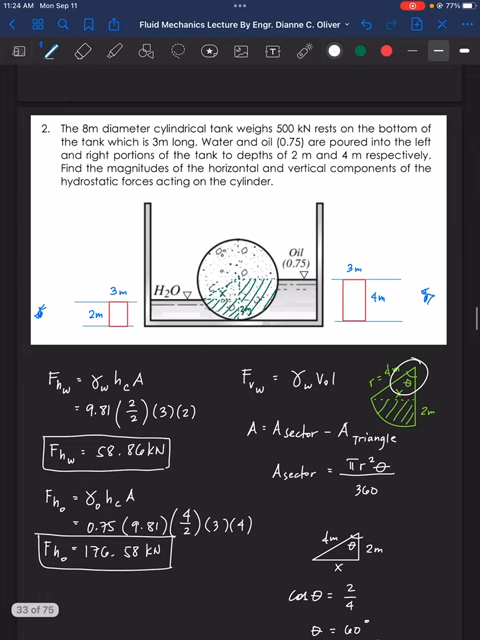 11:24 AM Mon Sep 11
77%
Fluid Mechanics Lecture By Engr. Dianne C. Oliver
2. The 8m diameter cylindrical tank weighs 500 kN rests on the bottom of
the tank which is 3m long. Water and oil (0.75) are poured into the left
and right portions of the tank to depths of 2 m and 4 m respectively.
Find the magnitudes of the horizontal and vertical components of the
hydrostatic forces acting on the cylinder.
Oil
(0.75)
H2O
3m
2m
3m
4m
Fhw = γw hc A
= 9.81 (2/2) (3)(2)
Fhw = 58.86 kN
Fho = γo hc A
= 0.75 (9.81) (4/2) (3)(4)
Fho = 176.58 kN
Fvw = γw Vol
r = 4m
θ
2m
A = Asector − ATriangle
Asector = πr²θ / 360
4m
θ
2m
x
cos θ = 2/4
θ = 60°
33 of 75